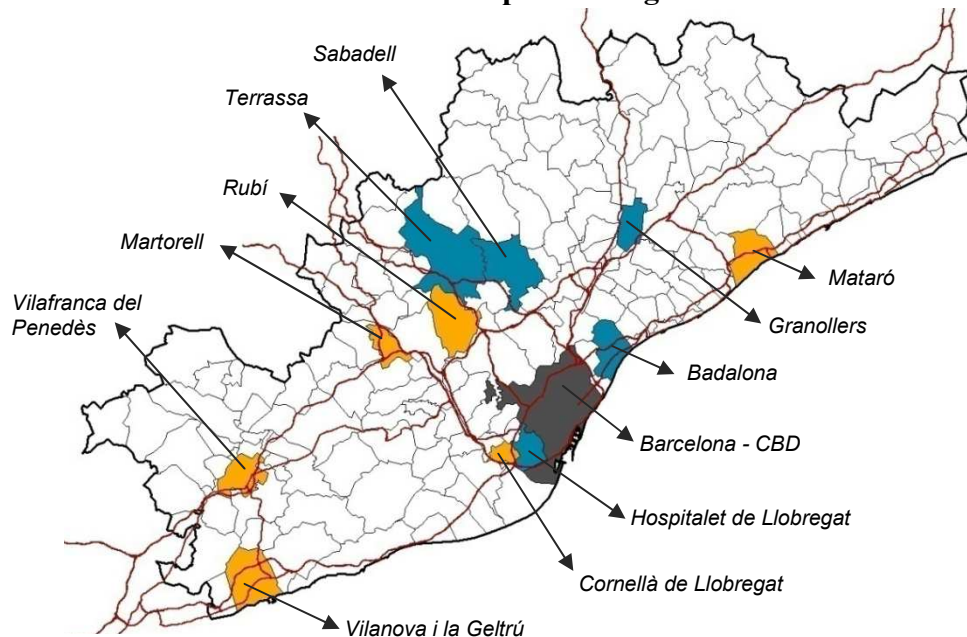 Sabadell
Terrassa
Rubí
Martorell
Vilafranca del
Penedès
Mataró
Granollers
Badalona
Barcelona - CBD
Hospitalet de Llobregat
Cornellà de Llobregat
Vilanova i la Geltrú